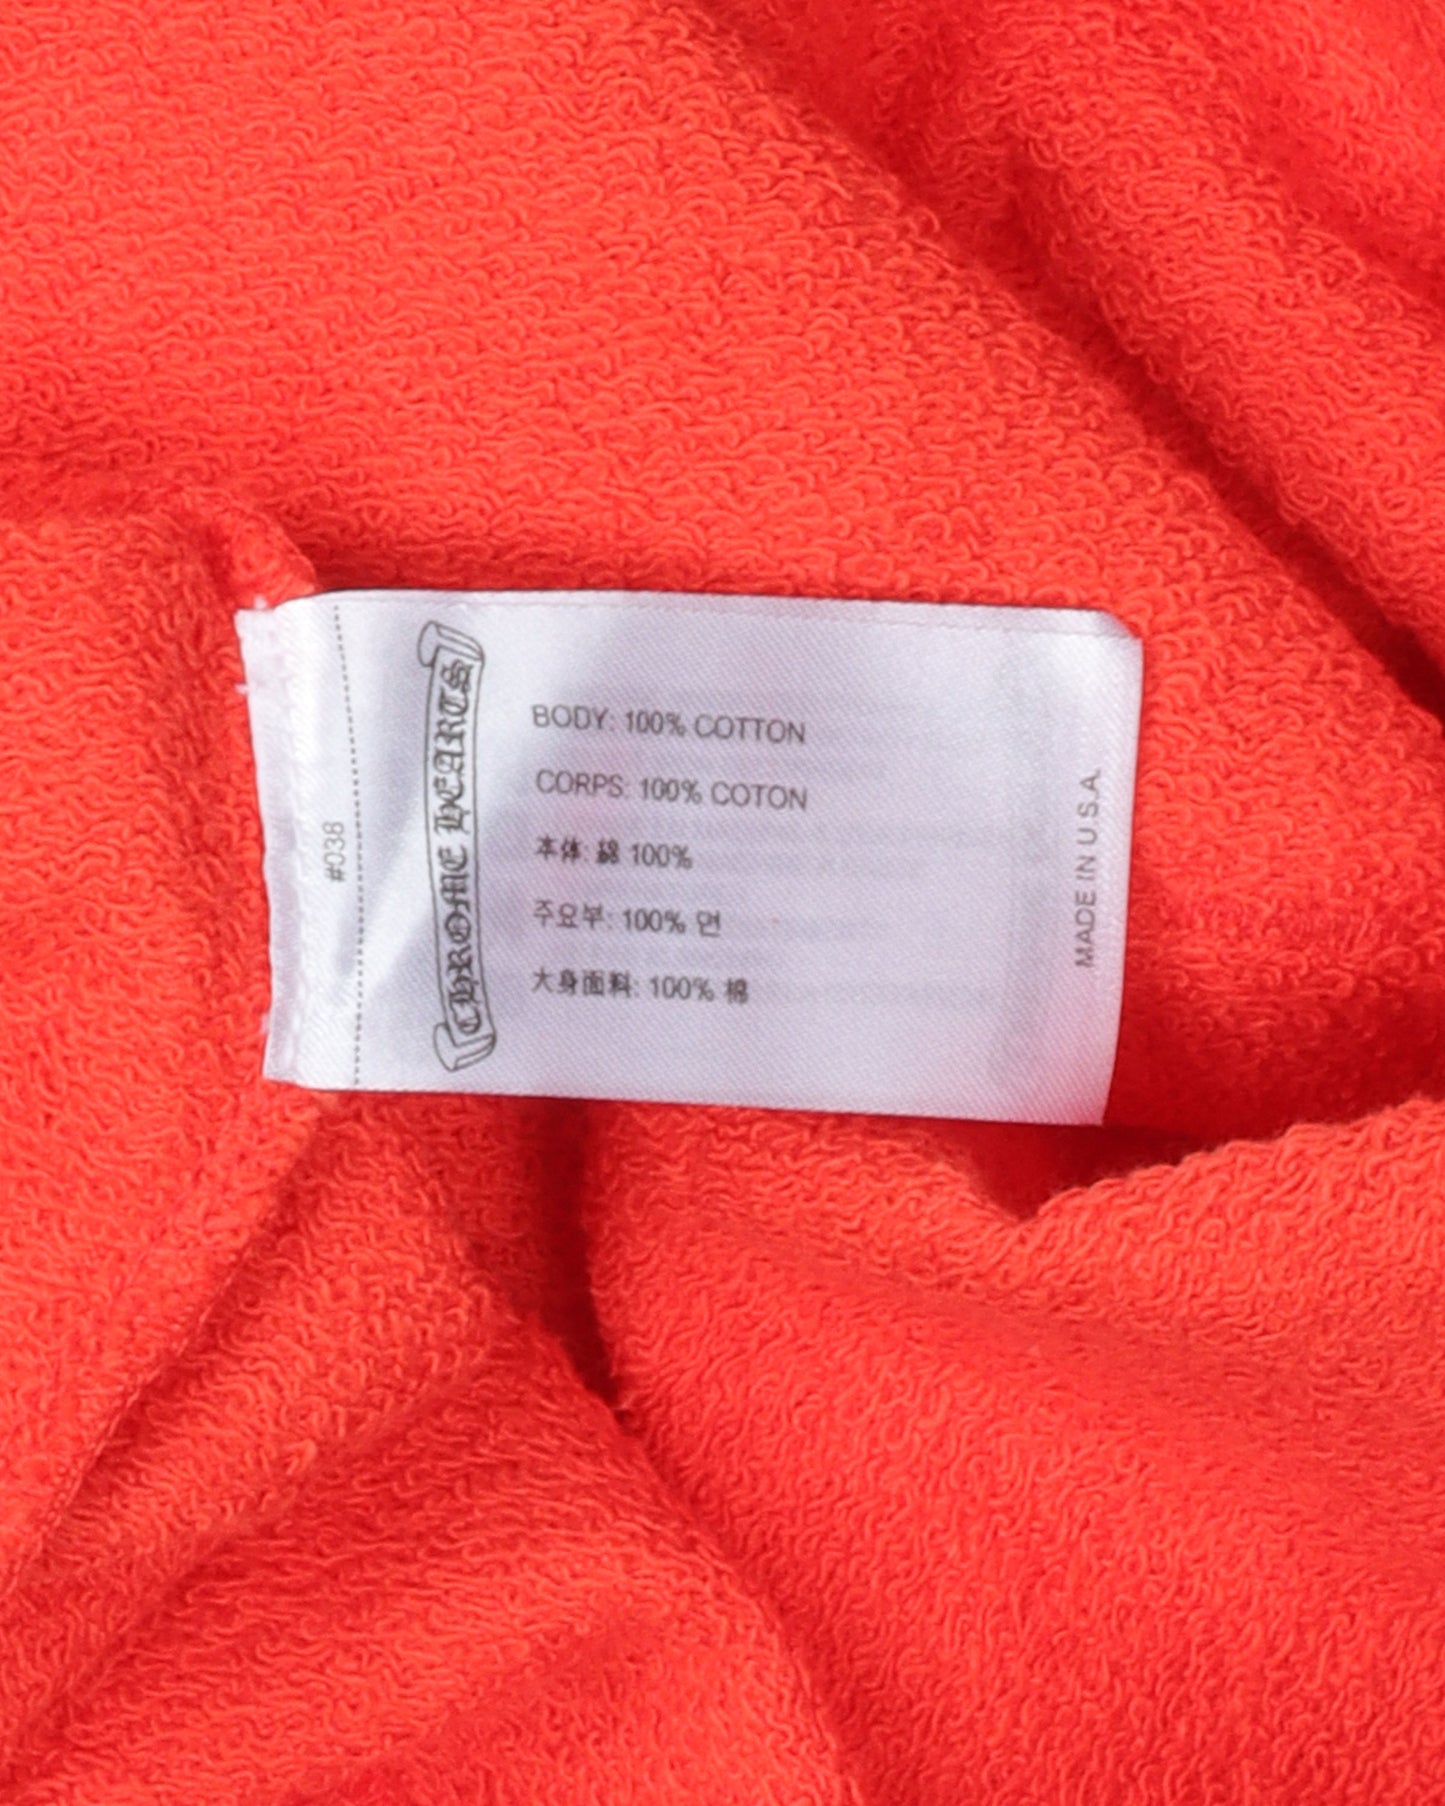 #038
CHROME HEARTS
BODY: 100% COTTON
CORPS: 100% COTON
本体: 綿 100%
주요부: 100% 면
大身面料: 100% 棉
MADE IN U.S.A.